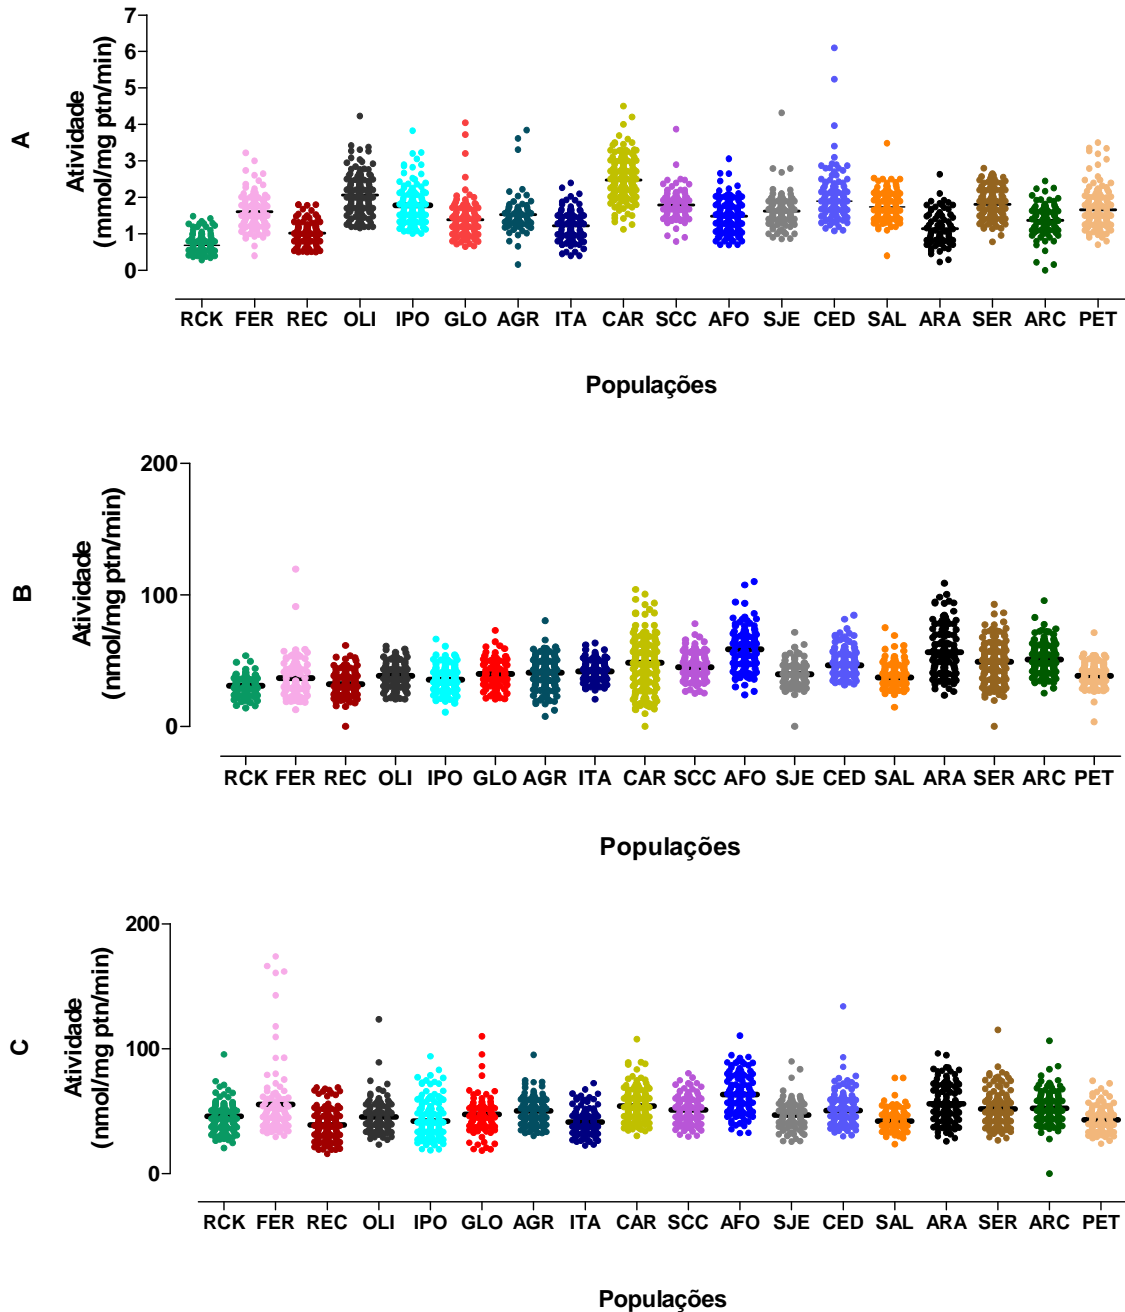 A
Atividade
(nmol/mg ptn/min)
7
6
5
4
3
2
1
0
RCK FER REC OLI IPO GLO AGR ITA CAR SCC AFO SJE CED SAL ARA SER ARC PET
Populações
B
Atividade
(nmol/mg ptn/min)
200
100
0
RCK FER REC OLI IPO GLO AGR ITA CAR SCC AFO SJE CED SAL ARA SER ARC PET
Populações
C
Atividade
(nmol/mg ptn/min)
200
100
0
RCK FER REC OLI IPO GLO AGR ITA CAR SCC AFO SJE CED SAL ARA SER ARC PET
Populações